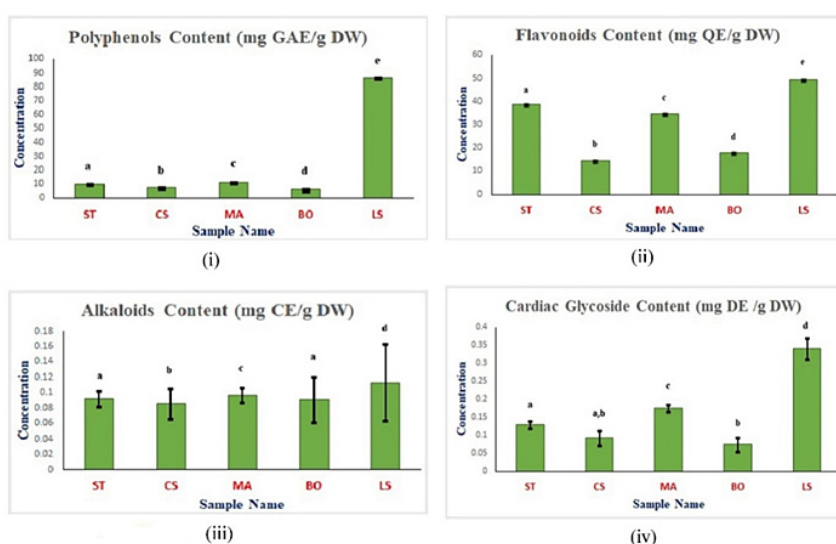 Polyphenols Content (mg GAE/g DW)
Concentration
100
90
80
70
60
50
40
30
20
10
0
a
b
c
d
e
ST CS MA BO LS
Sample Name
(i)
Flavonoids Content (mg QE/g DW)
Concentration
60
50
40
30
20
10
0
a
b
c
d
e
ST CS MA BO LS
Sample Name
(ii)
Alkaloids Content (mg CE/g DW)
Concentration
0.18
0.16
0.14
0.12
0.1
0.08
0.06
0.04
0.02
0
a
b
c
a
d
ST CS MA BO LS
Sample Name
(iii)
Cardiac Glycoside Content (mg DE /g DW)
Concentration
0.4
0.35
0.3
0.25
0.2
0.15
0.1
0.05
0
a
a,b
c
b
d
ST CS MA BO LS
Sample Name
(iv)